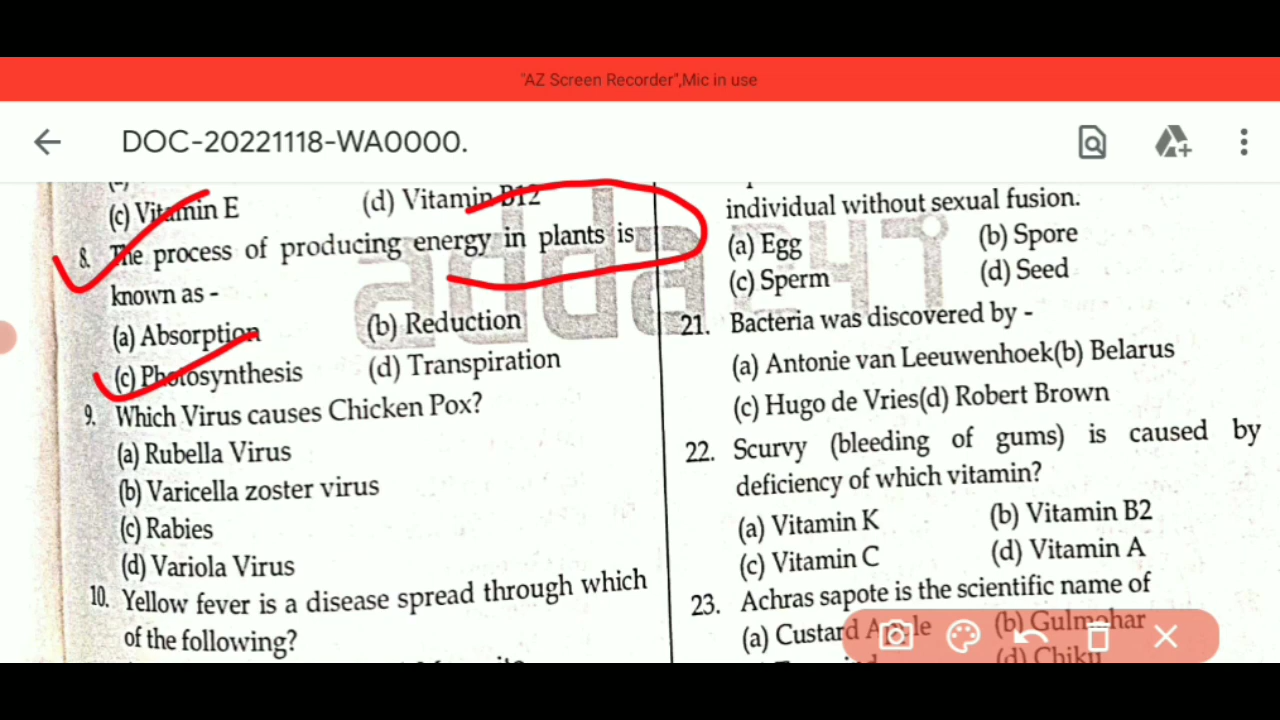 "AZ Screen Recorder",Mic in use
DOC-20221118-WA0000.
(c) Vitamin E (d) Vitamin B12
8. The process of producing energy in plants is
known as -
(a) Absorption (b) Reduction
(c) Photosynthesis (d) Transpiration
9. Which Virus causes Chicken Pox?
(a) Rubella Virus
(b) Varicella zoster virus
(c) Rabies
(d) Variola Virus
10. Yellow fever is a disease spread through which
of the following?
individual without sexual fusion.
(a) Egg (b) Spore
(c) Sperm (d) Seed
21. Bacteria was discovered by -
(a) Antonie van Leeuwenhoek(b) Belarus
(c) Hugo de Vries(d) Robert Brown
22. Scurvy (bleeding of gums) is caused by
deficiency of which vitamin?
(a) Vitamin K (b) Vitamin B2
(c) Vitamin C (d) Vitamin A
23. Achras sapote is the scientific name of
(a) Custard Apple (b) Gulmohar
(d) Chiku
adda247